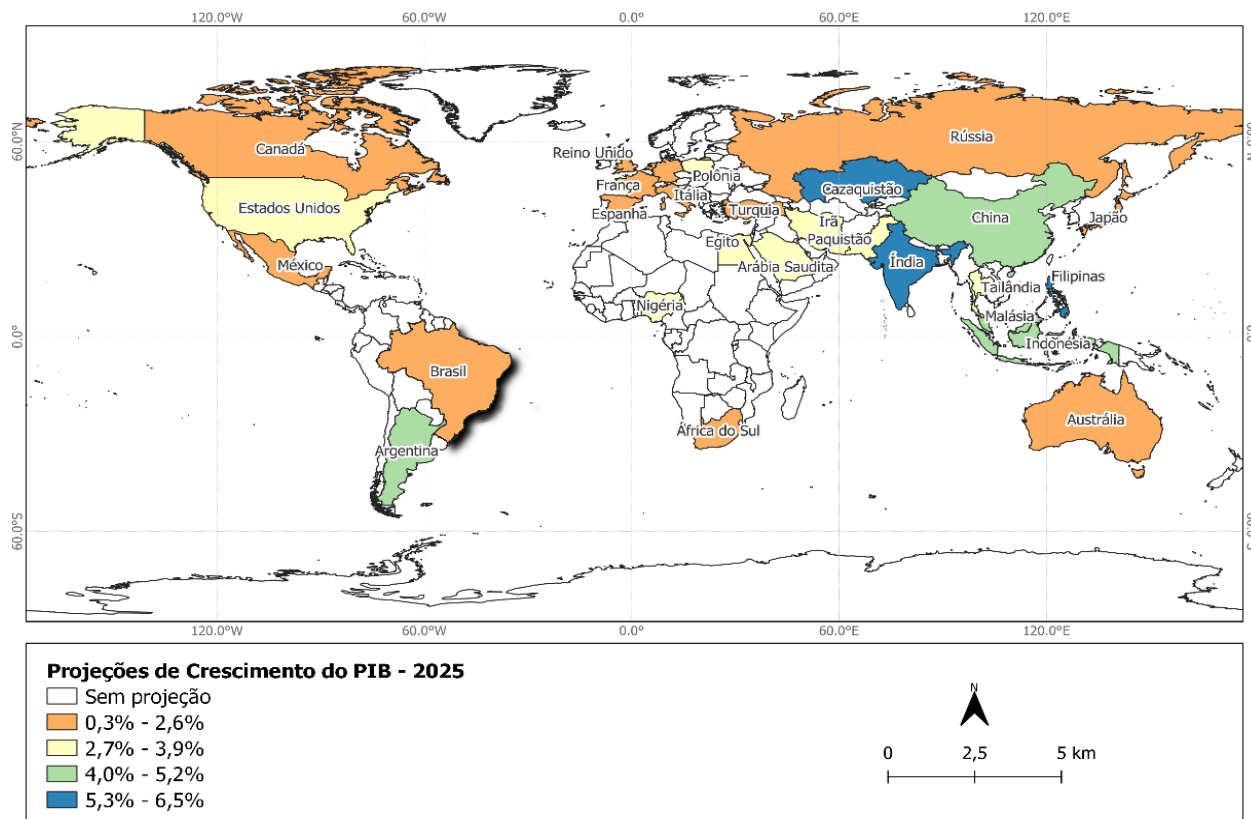 120.0°W 60.0°W 0.0° 60.0°E 120.0°E
60.0°N
Reino Unido
Rússia
Canadá
Polônia
França
Itália
Cazaquistão
Estados Unidos
Espanha
Turquia
China
Japão
Irã
Egito
Paquistão
México
Arábia Saudita
Índia
Filipinas
Tailândia
Nigéria
Malásia
0.0°
Indonésia
Brasil
Austrália
África do Sul
Argentina
60.0°S
120.0°W 60.0°W 0.0° 60.0°E 120.0°E
Projeções de Crescimento do PIB - 2025
Sem projeção
0,3% - 2,6%
2,7% - 3,9%
4,0% - 5,2%
5,3% - 6,5%
N
0 2,5 5 km